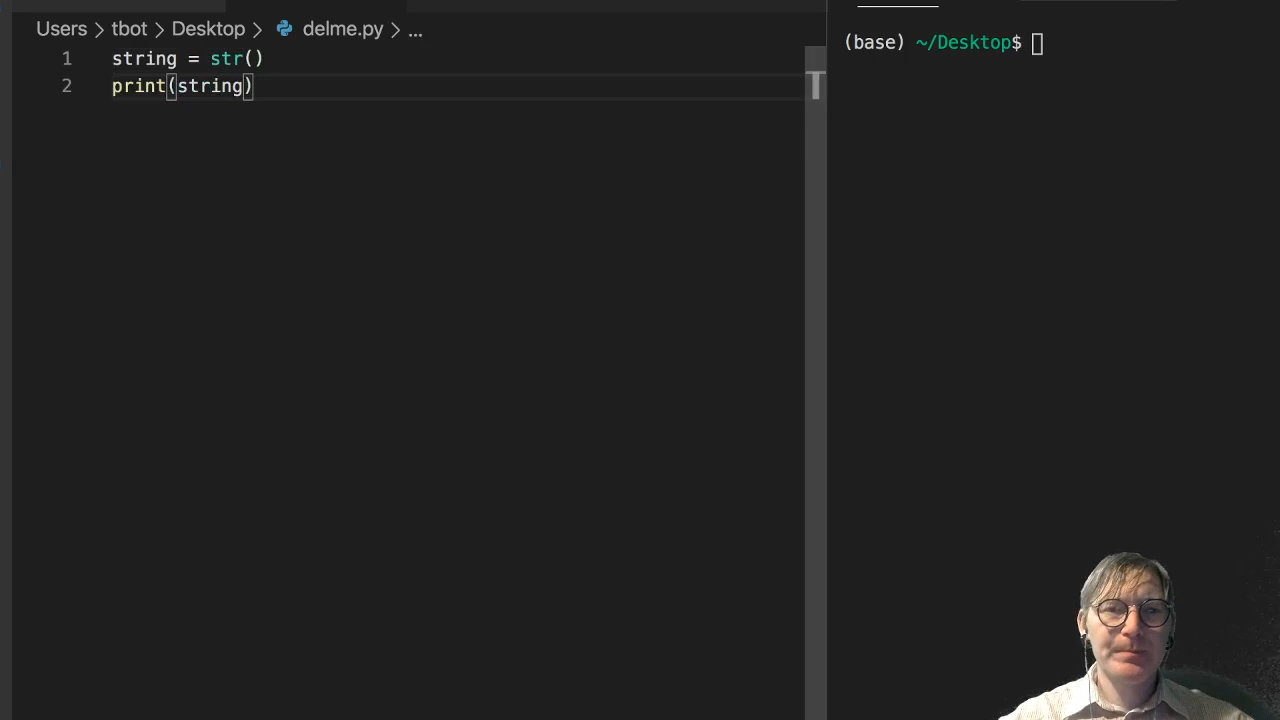 Users > tbot > Desktop > delme.py > ...
1 string = str()
2 print(string)
(base) ~/Desktop$